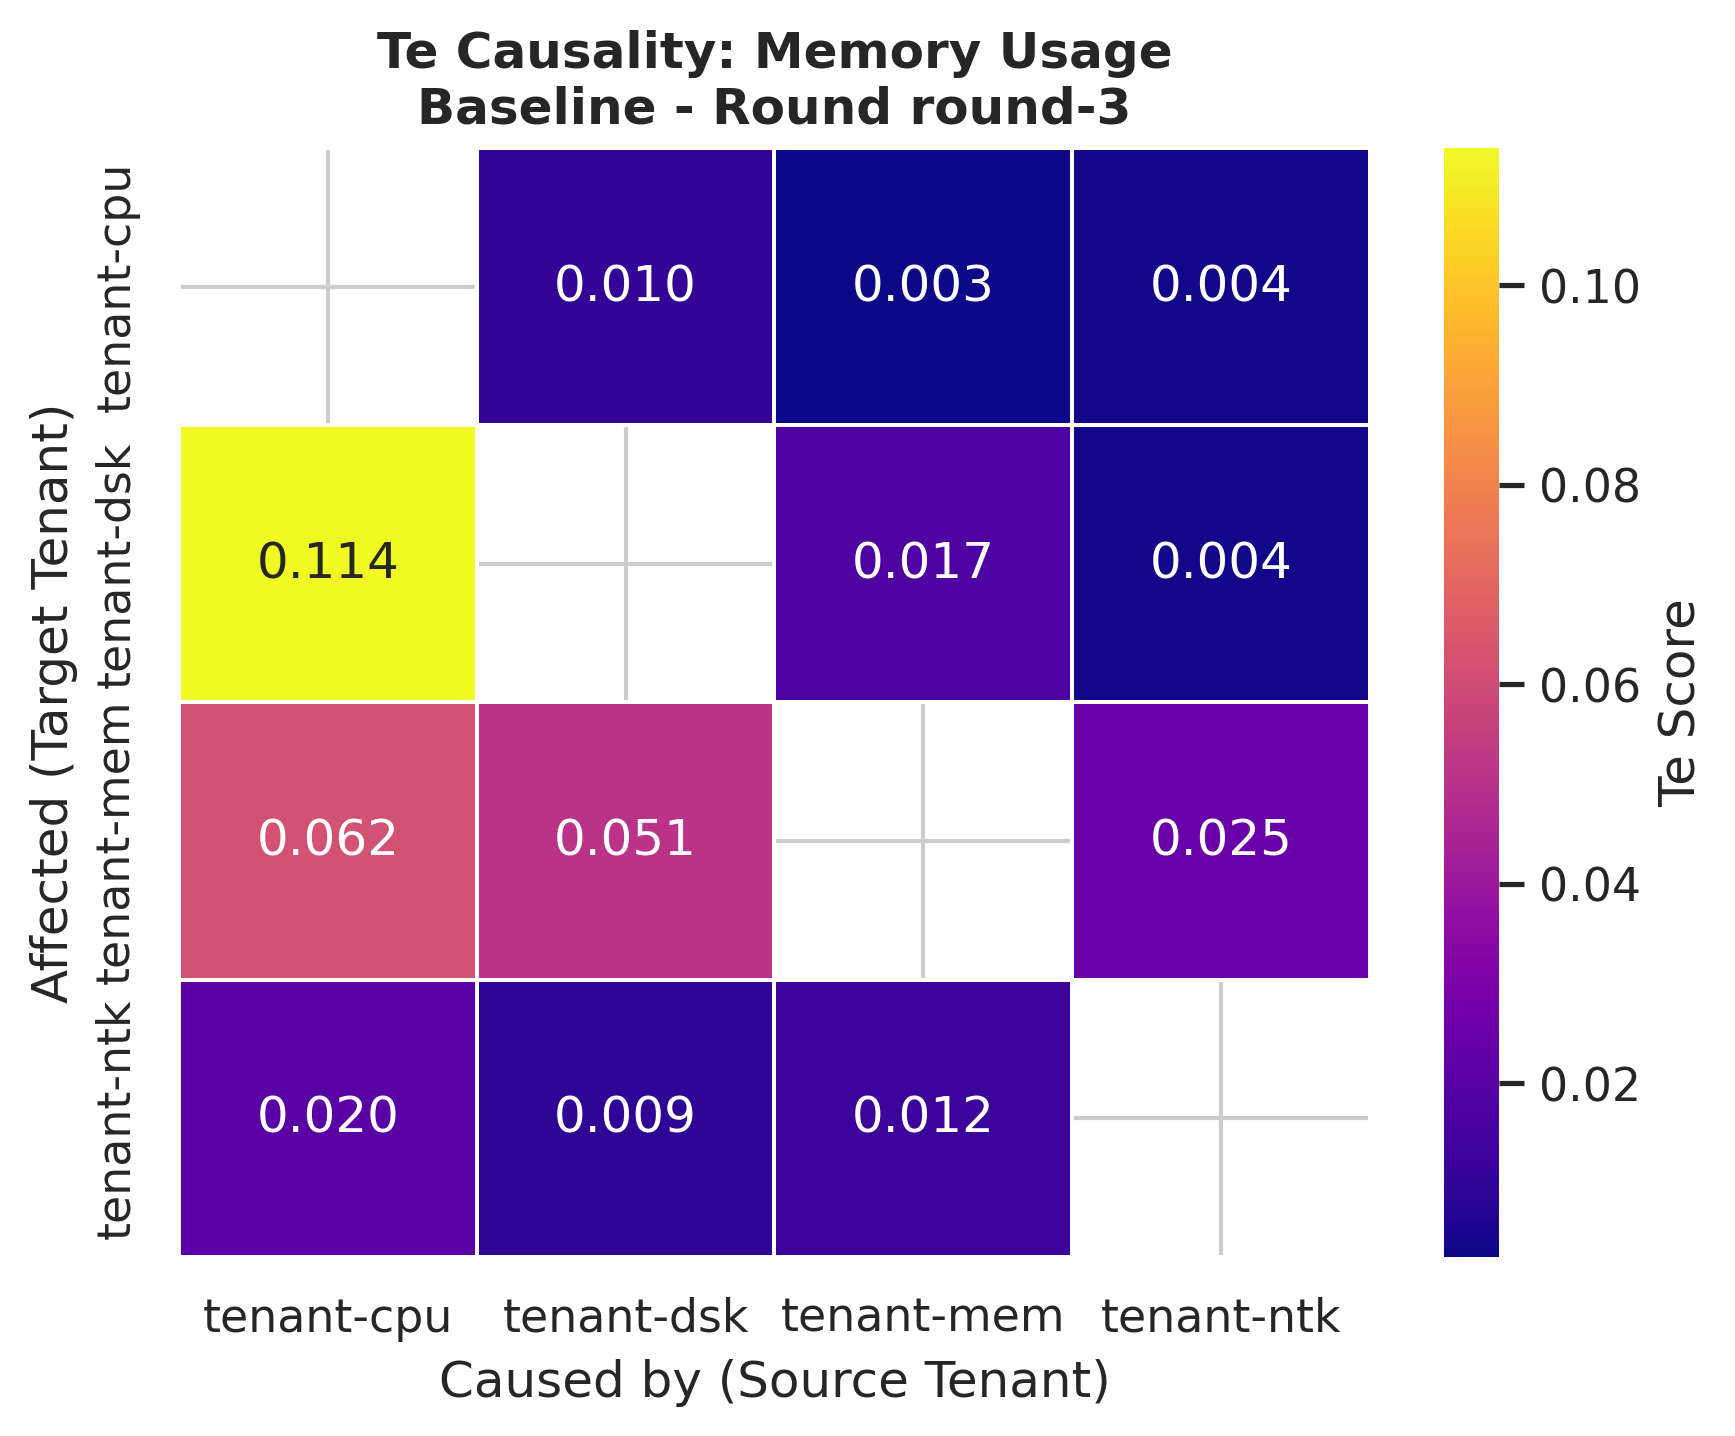 Te Causality: Memory Usage
Baseline - Round round-3
Affected (Target Tenant)
tenant-cpu
0.010
0.003
0.004
tenant-dsk
0.114
0.017
0.004
tenant-mem
0.062
0.051
0.025
tenant-ntk
0.020
0.009
0.012
tenant-cpu
tenant-dsk
tenant-mem
tenant-ntk
Caused by (Source Tenant)
0.10
0.08
0.06
0.04
0.02
Te Score